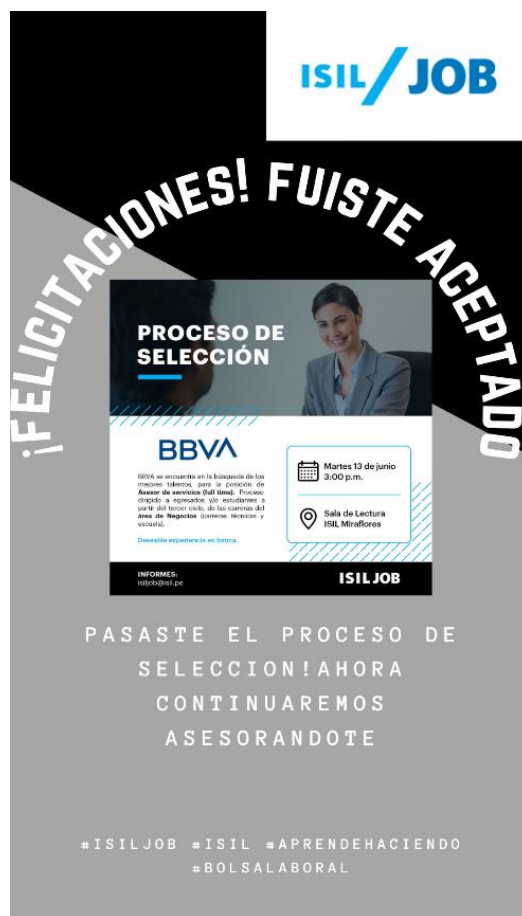 ISIL/JOB
¡FELICITACIONES! FUISTE ACEPTADO
PROCESO DE
SELECCIÓN
BBVA
BBVA se encuentra en la búsqueda de los
mejores talentos, para la posición de
Asesor de servicios (full time). Proceso
dirigido a egresados y/o estudiantes a
partir del tercer ciclo, de las carreras del
área de Negocios (carreras técnicas y
escuela).
Deseable experiencia en banca.
Martes 13 de junio
3:00 p.m.
Sala de Lectura
ISIL Miraflores
INFORMES:
isiljob@isil.pe
ISIL JOB
PASASTE EL PROCESO DE
SELECCION!AHORA
CONTINUAREMOS
ASESORANDOTE
#ISILJOB #ISIL #APRENDEHACIENDO
#BOLSALABORAL